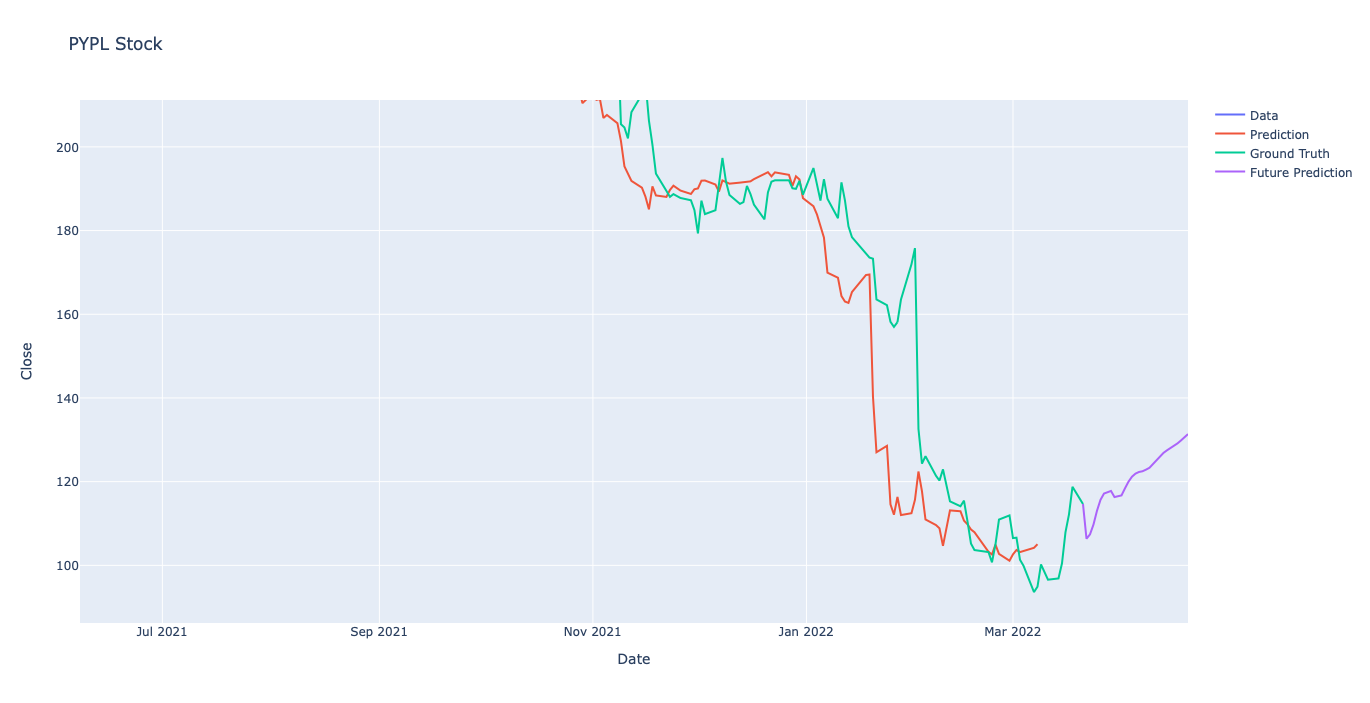 PYPL Stock
Data
Prediction
Ground Truth
Future Prediction
200
180
160
140
120
100
Close
Jul 2021
Sep 2021
Nov 2021
Jan 2022
Mar 2022
Date